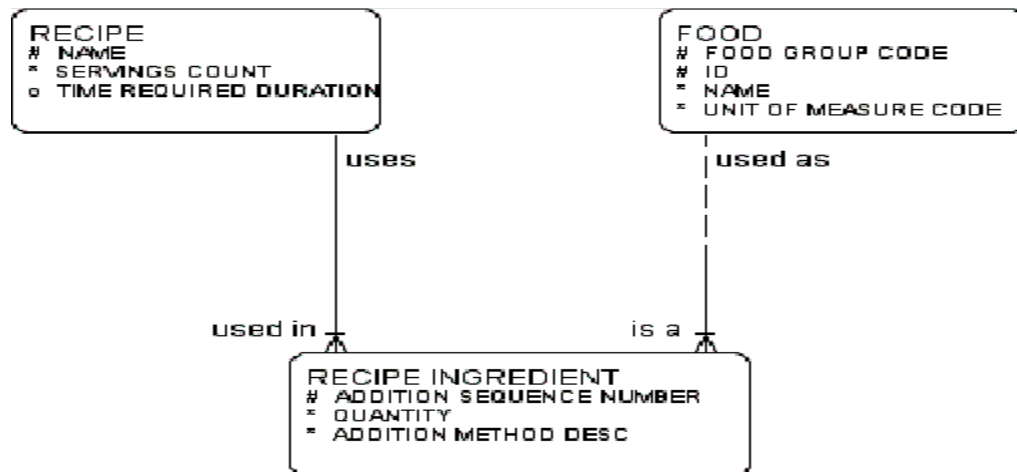 RECIPE
# NAME
* SERVINGS COUNT
o TIME REQUIRED DURATION
FOOD
# FOOD GROUP CODE
# ID
* NAME
* UNIT OF MEASURE CODE
uses
used as
used in
is a
RECIPE INGREDIENT
# ADDITION SEQUENCE NUMBER
* QUANTITY
* ADDITION METHOD DESC